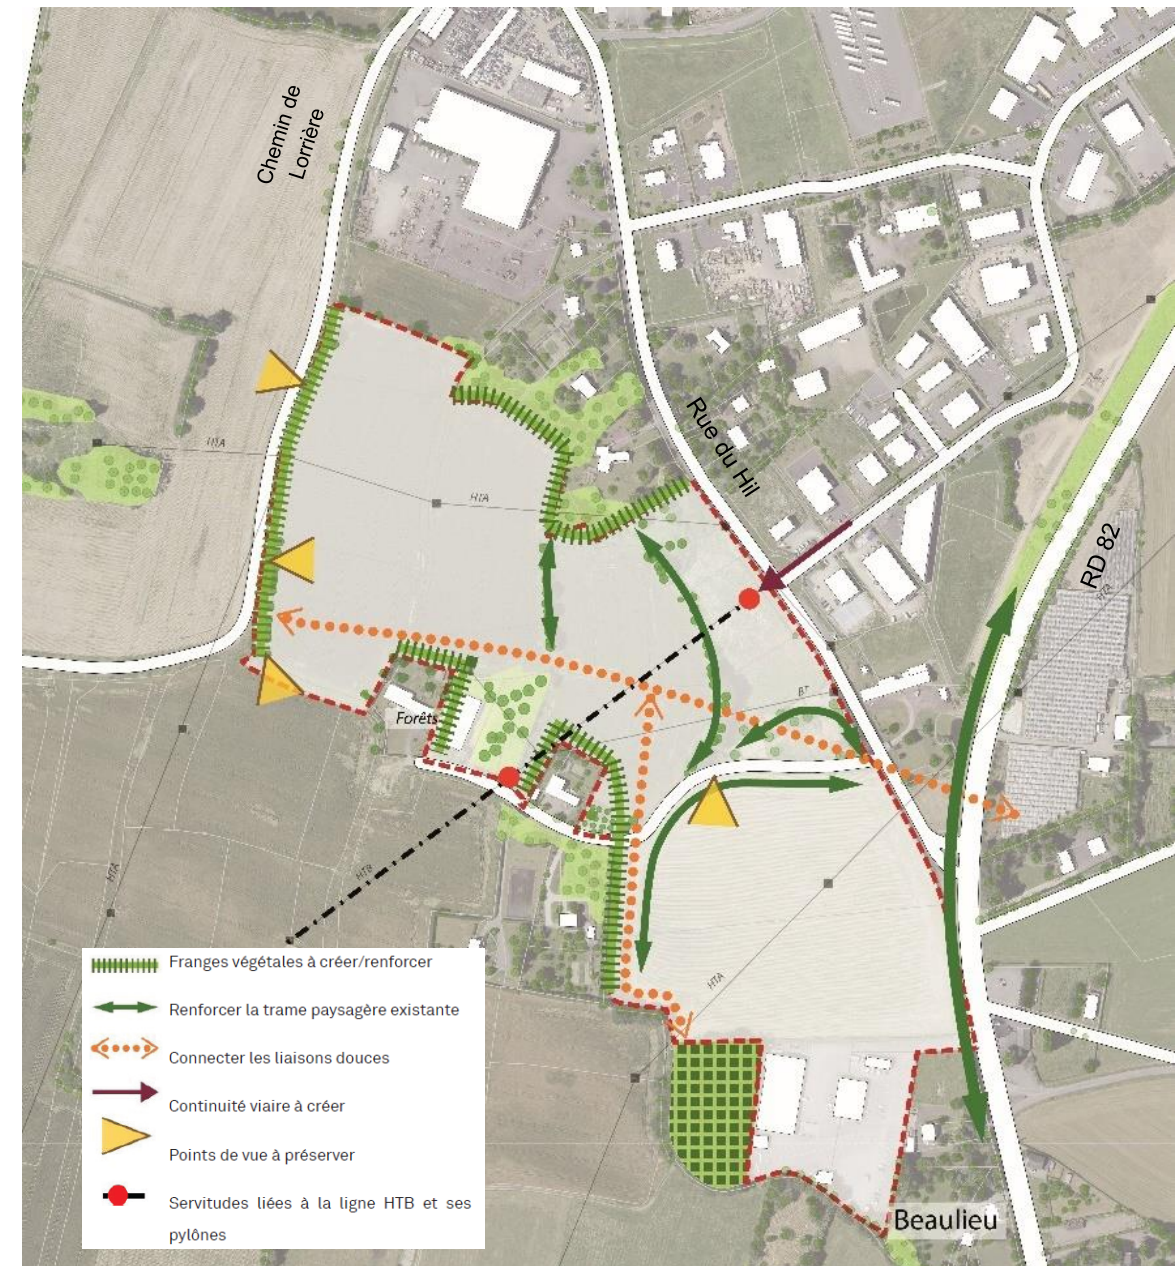 Chemin de
Lorrière
HTA
HTA
Rue du Hil
RD 82
HTA
BT
Forêts
HTB
HTA
HTA
Franges végétales à créer/renforcer
Renforcer la trame paysagère existante
Connecter les liaisons douces
Continuité viaire à créer
Points de vue à préserver
Servitudes liées à la ligne HTB et ses
pylônes
Beaulieu